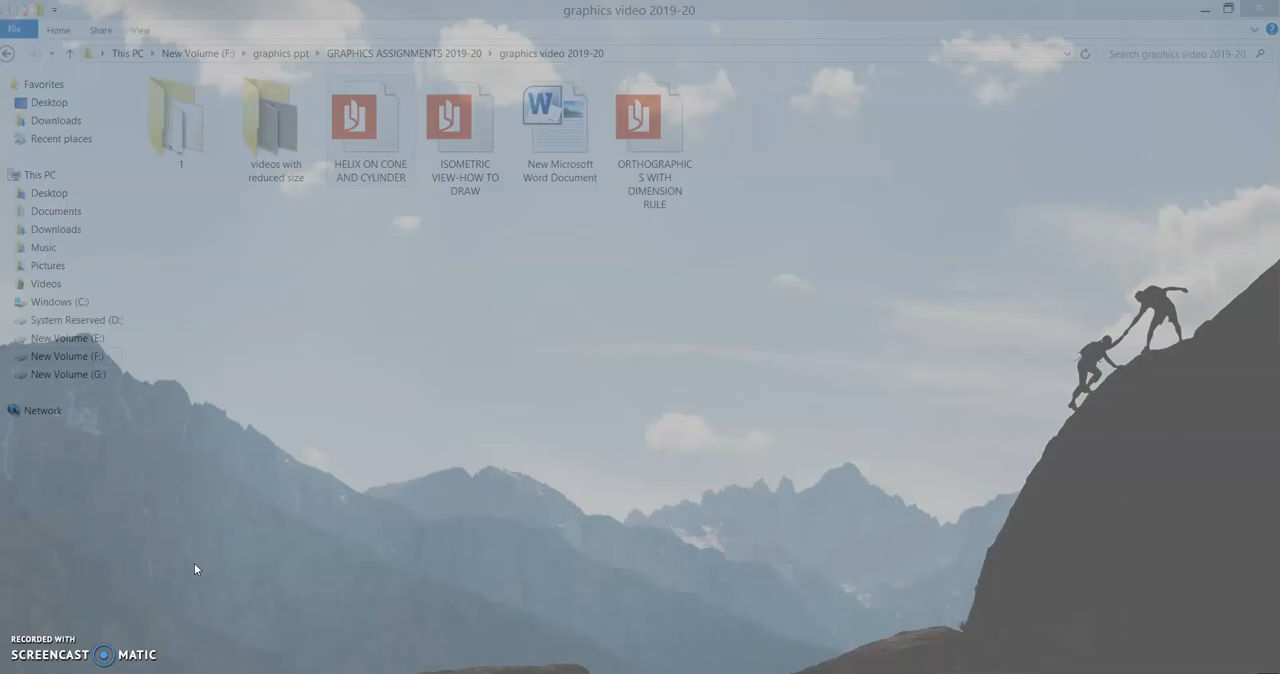 graphics video 2019-20
File Home Share View
This PC New Volume (F:) graphics ppt GRAPHICS ASSIGNMENTS 2019-20 graphics video 2019-20 Search graphics video 2019-20
Favorites
Desktop
Downloads
Recent places
This PC
Desktop
Documents
Downloads
Music
Pictures
Videos
Windows (C:)
System Reserved (D:
New Volume (E:)
New Volume (F:)
New Volume (G:)
Network
1
videos with
reduced size
HELIX ON CONE
AND CYLINDER
ISOMETRIC
VIEW-HOW TO
DRAW
New Microsoft
Word Document
ORTHOGRAPHIC
S WITH
DIMENSION
RULE
RECORDED WITH
SCREENCAST MATIC